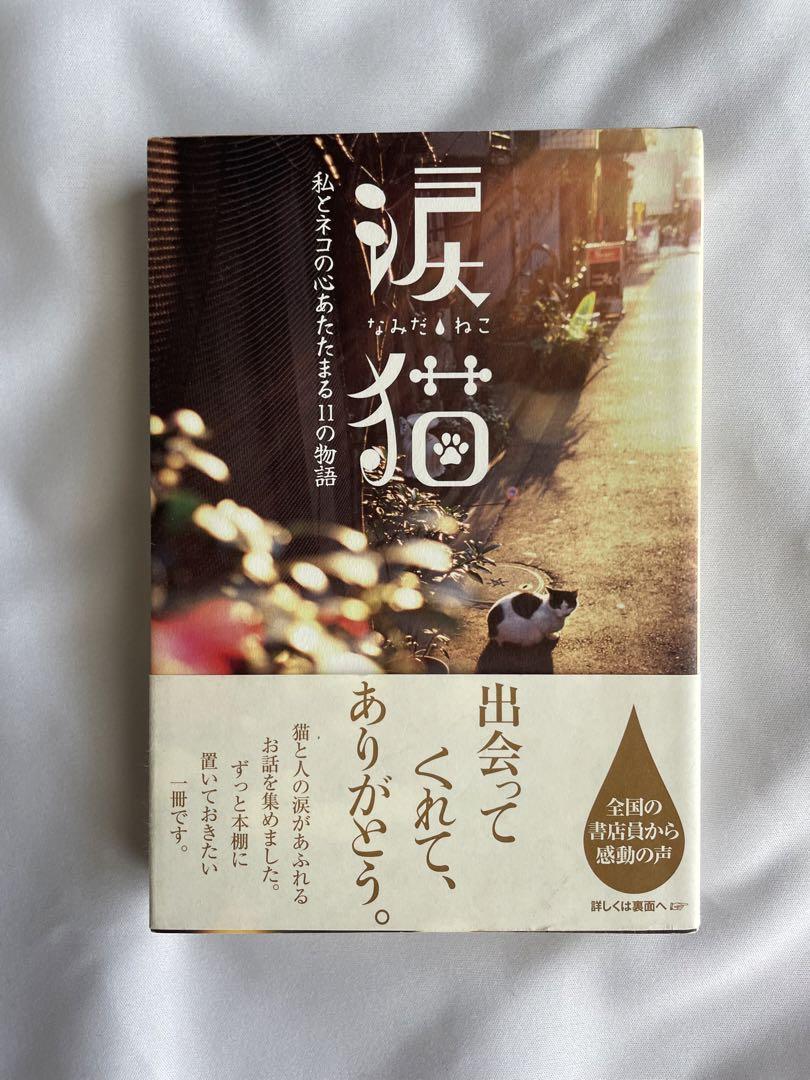 涙猫
なみだ ねこ
私とネコの心あたたまる11の物語
出会って
くれて、
ありがとう。
猫と人の涙があふれる
お話を集めました。
ずっと本棚に
置いておきたい
一冊です。
全国の
書店員から
感動の声
詳しくは裏面へ☞